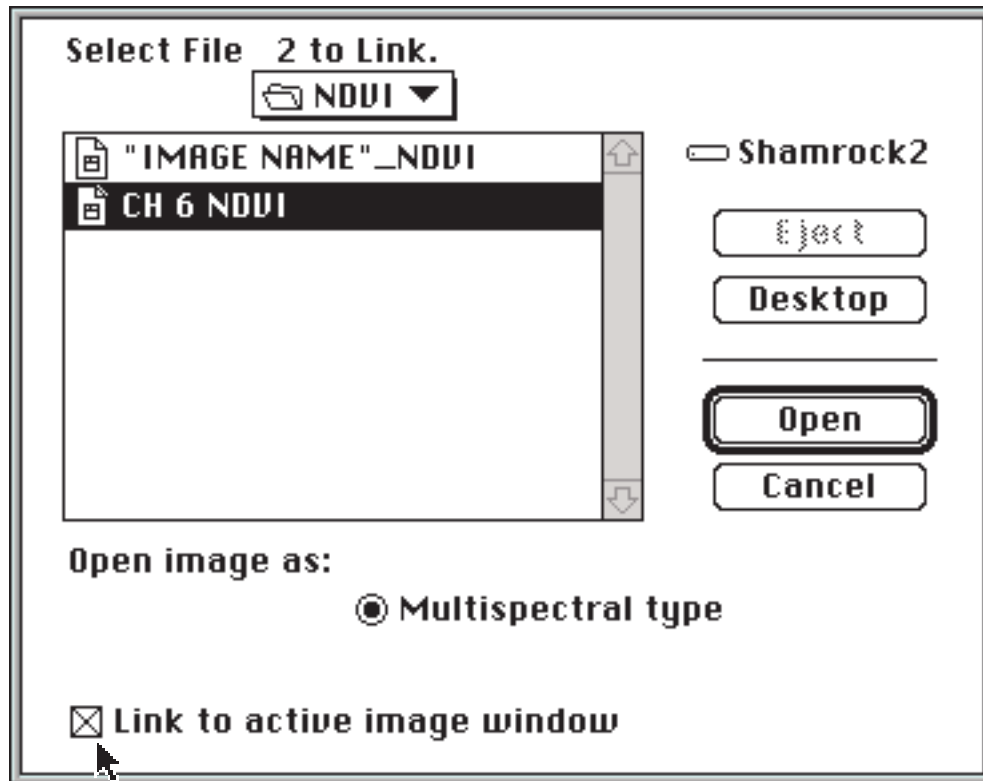 Select File 2 to Link.
NDVI
"IMAGE NAME"_NDVI
CH 6 NDVI
Shamrock2
Eject
Desktop
Open
Cancel
Open image as:
Multispectral type
Link to active image window